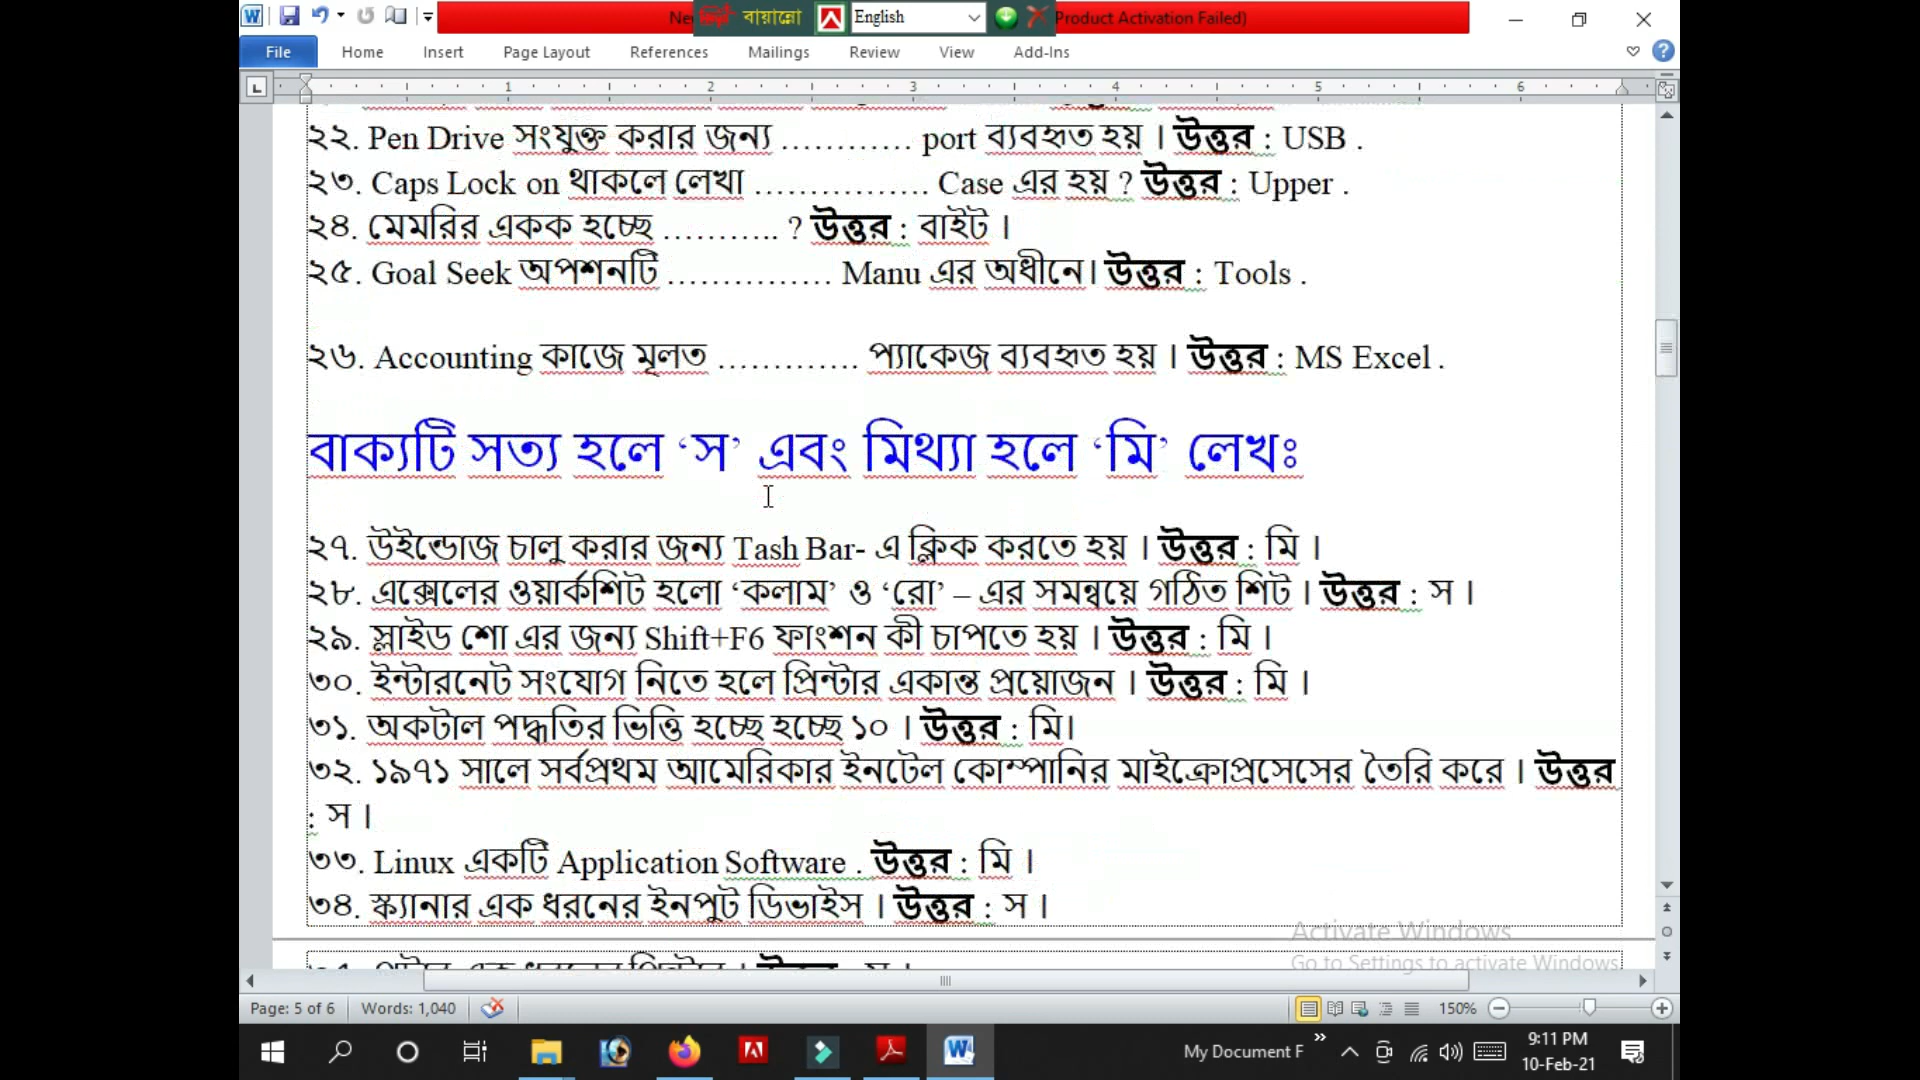 বায়ান্নো English Product Activation Failed)
File Home Insert Page Layout References Mailings Review View Add-Ins
1 2 3 4 5 6
২২. Pen Drive সংযুক্ত করার জন্য ………… port ব্যবহৃত হয় । উত্তর : USB .
২৩. Caps Lock on থাকলে লেখা ……………. Case এর হয় ? উত্তর : Upper .
২৪. মেমরির একক হচ্ছে ……….. ? উত্তর : বাইট ।
২৫. Goal Seek অপশনটি …………… Manu এর অধীনে। উত্তর : Tools .
২৬. Accounting কাজে মূলত …………. প্যাকেজ ব্যবহৃত হয় । উত্তর : MS Excel .
বাক্যটি সত্য হলে ‘স’ এবং মিথ্যা হলে ‘মি’ লেখঃ
২৭. উইন্ডোজ চালু করার জন্য Tash Bar- এ ক্লিক করতে হয় । উত্তর : মি ।
২৮. এক্সেলের ওয়ার্কশিট হলো ‘কলাম’ ও ‘রো’ – এর সমন্বয়ে গঠিত শিট । উত্তর : স ।
২৯. স্লাইড শো এর জন্য Shift+F6 ফাংশন কী চাপতে হয় । উত্তর : মি ।
৩০. ইন্টারনেট সংযোগ নিতে হলে প্রিন্টার একান্ত প্রয়োজন । উত্তর : মি ।
৩১. অকটাল পদ্ধতির ভিত্তি হচ্ছে হচ্ছে ১০ । উত্তর : মি।
৩২. ১৯৭১ সালে সর্বপ্রথম আমেরিকার ইনটেল কোম্পানির মাইক্রোপ্রসেসের তৈরি করে । উত্তর
: স ।
৩৩. Linux একটি Application Software . উত্তর : মি ।
৩৪. স্ক্যানার এক ধরনের ইনপুট ডিভাইস । উত্তর : স ।
Activate Windows
Go to Settings to activate Windows
Page: 5 of 6 Words: 1,040 150%
My Document F 9:11 PM
10-Feb-21